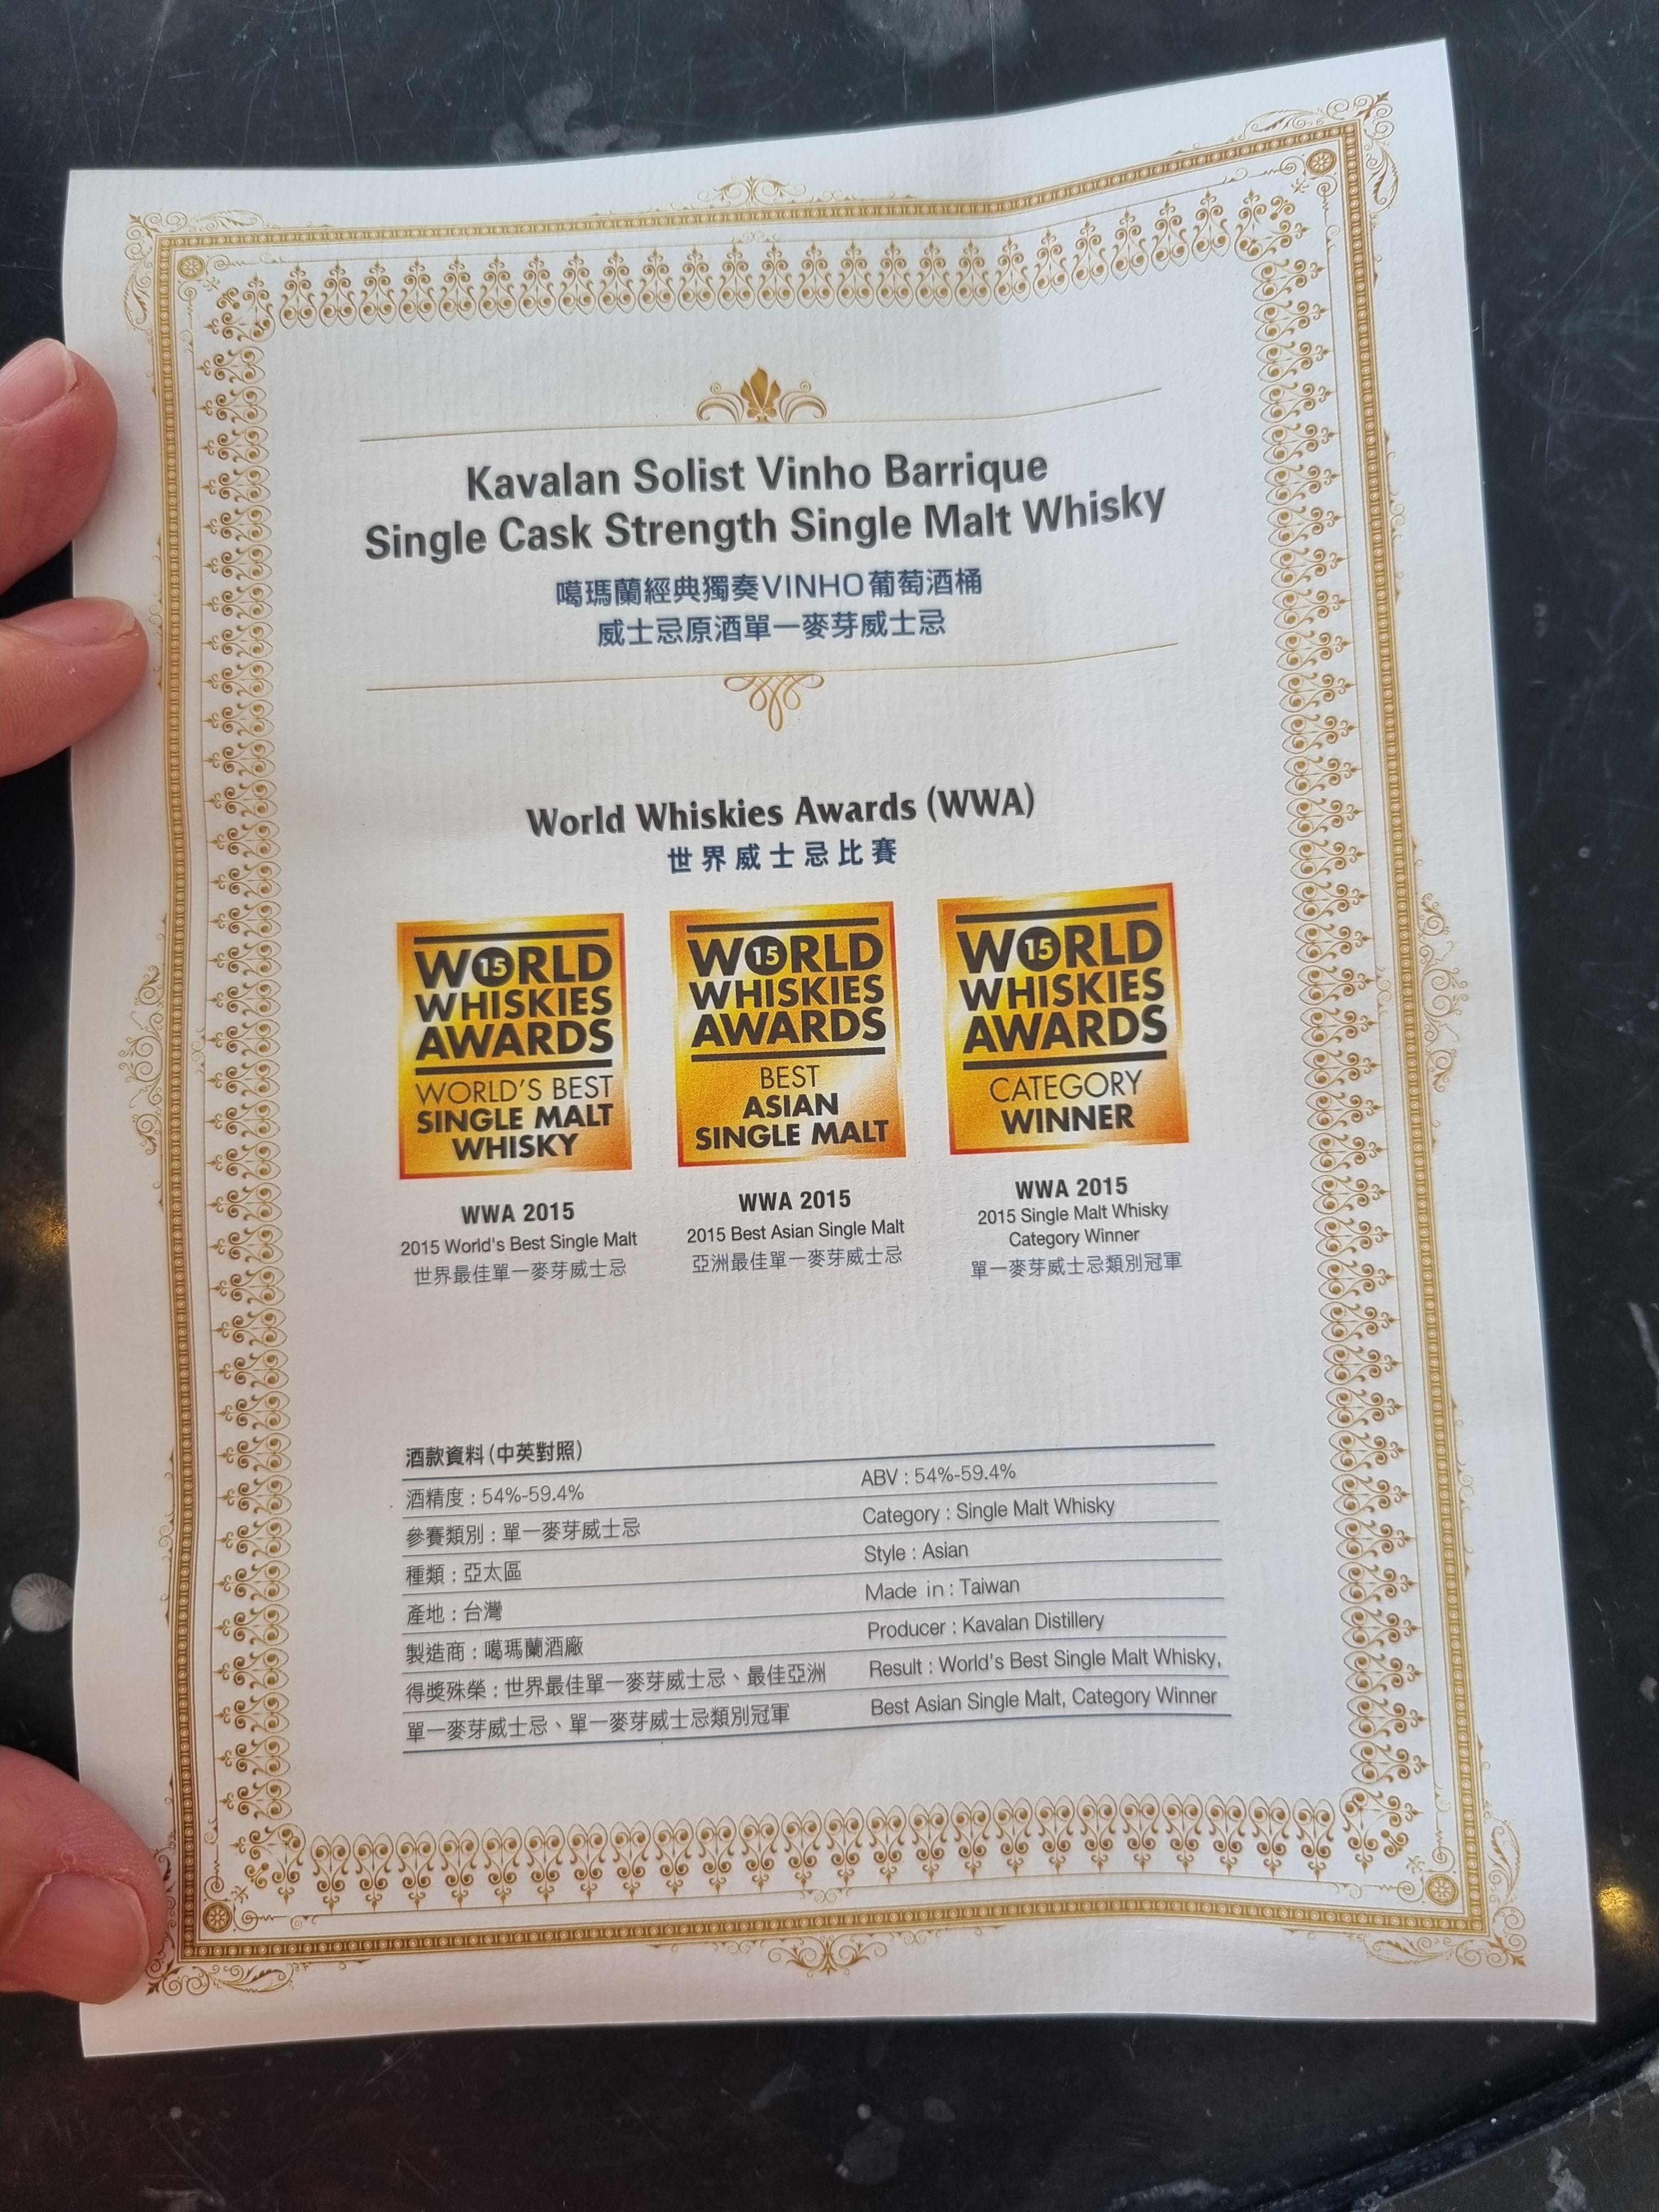 Kavalan Solist Vinho Barrique
Single Cask Strength Single Malt Whisky
噶瑪蘭經典獨奏VINHO葡萄酒桶
威士忌原酒單一麥芽威士忌
World Whiskies Awards (WWA)
世界威士忌比賽
W15RLD
WHISKIES
AWARDS
WORLD'S BEST
SINGLE MALT
WHISKY
WWA 2015
2015 World's Best Single Malt
世界最佳單一麥芽威士忌
W15RLD
WHISKIES
AWARDS
BEST
ASIAN
SINGLE MALT
WWA 2015
2015 Best Asian Single Malt
亞洲最佳單一麥芽威士忌
W15RLD
WHISKIES
AWARDS
CATEGORY
WINNER
WWA 2015
2015 Single Malt Whisky
Category Winner
單一麥芽威士忌類別冠軍
酒款資料(中英對照)
酒精度：54%-59.4%
參賽類別：單一麥芽威士忌
種類：亞太區
產地：台灣
製造商：噶瑪蘭酒廠
得獎殊榮：世界最佳單一麥芽威士忌、最佳亞洲
單一麥芽威士忌、單一麥芽威士忌類別冠軍
ABV : 54%-59.4%
Category : Single Malt Whisky
Style : Asian
Made in : Taiwan
Producer : Kavalan Distillery
Result : World's Best Single Malt Whisky,
Best Asian Single Malt, Category Winner